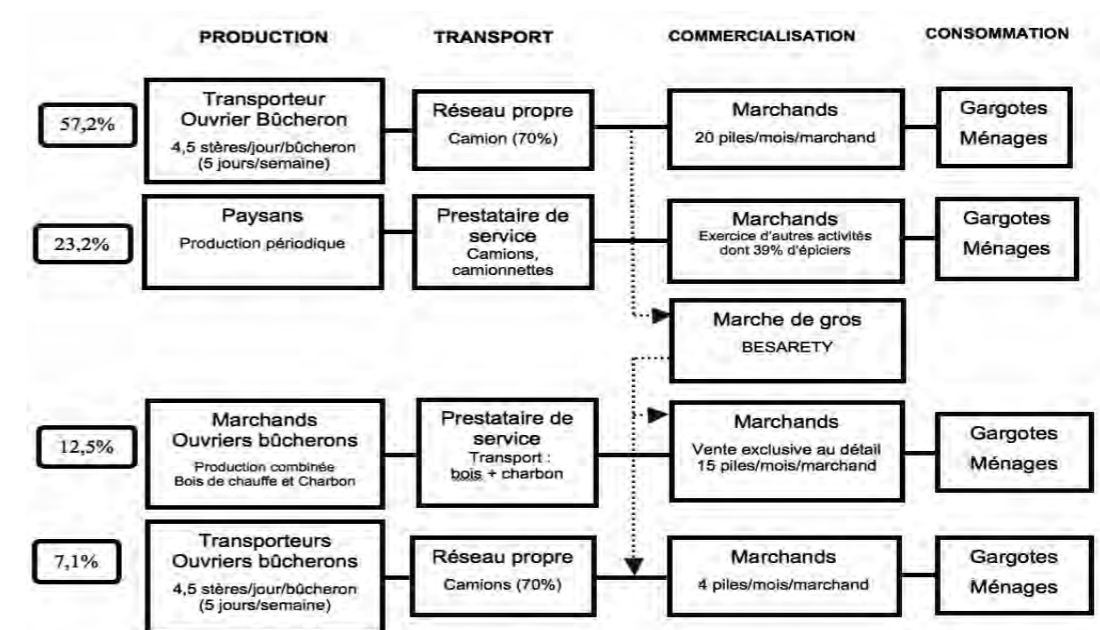 PRODUCTION
TRANSPORT
COMMERCIALISATION
CONSOMMATION
57,2%
Transporteur
Ouvrier Bûcheron
4,5 stères/jour/bûcheron
(5 jours/semaine)
Réseau propre
Camion (70%)
Marchands
20 piles/mois/marchand
Gargotes
Ménages
23,2%
Paysans
Production périodique
Prestataire de
service
Camions,
camionnettes
Marchands
Exercice d'autres activités
dont 39% d'épiciers
Gargotes
Ménages
Marche de gros
BESARETY
12,5%
Marchands
Ouvriers bûcherons
Production combinée
Bois de chauffe et Charbon
Prestataire de
service
Transport :
bois + charbon
Marchands
Vente exclusive au détail
15 piles/mois/marchand
Gargotes
Ménages
7,1%
Transporteurs
Ouvriers bûcherons
4,5 stères/jour/bûcheron
(5 jours/semaine)
Réseau propre
Camions (70%)
Marchands
4 piles/mois/marchand
Gargotes
Ménages